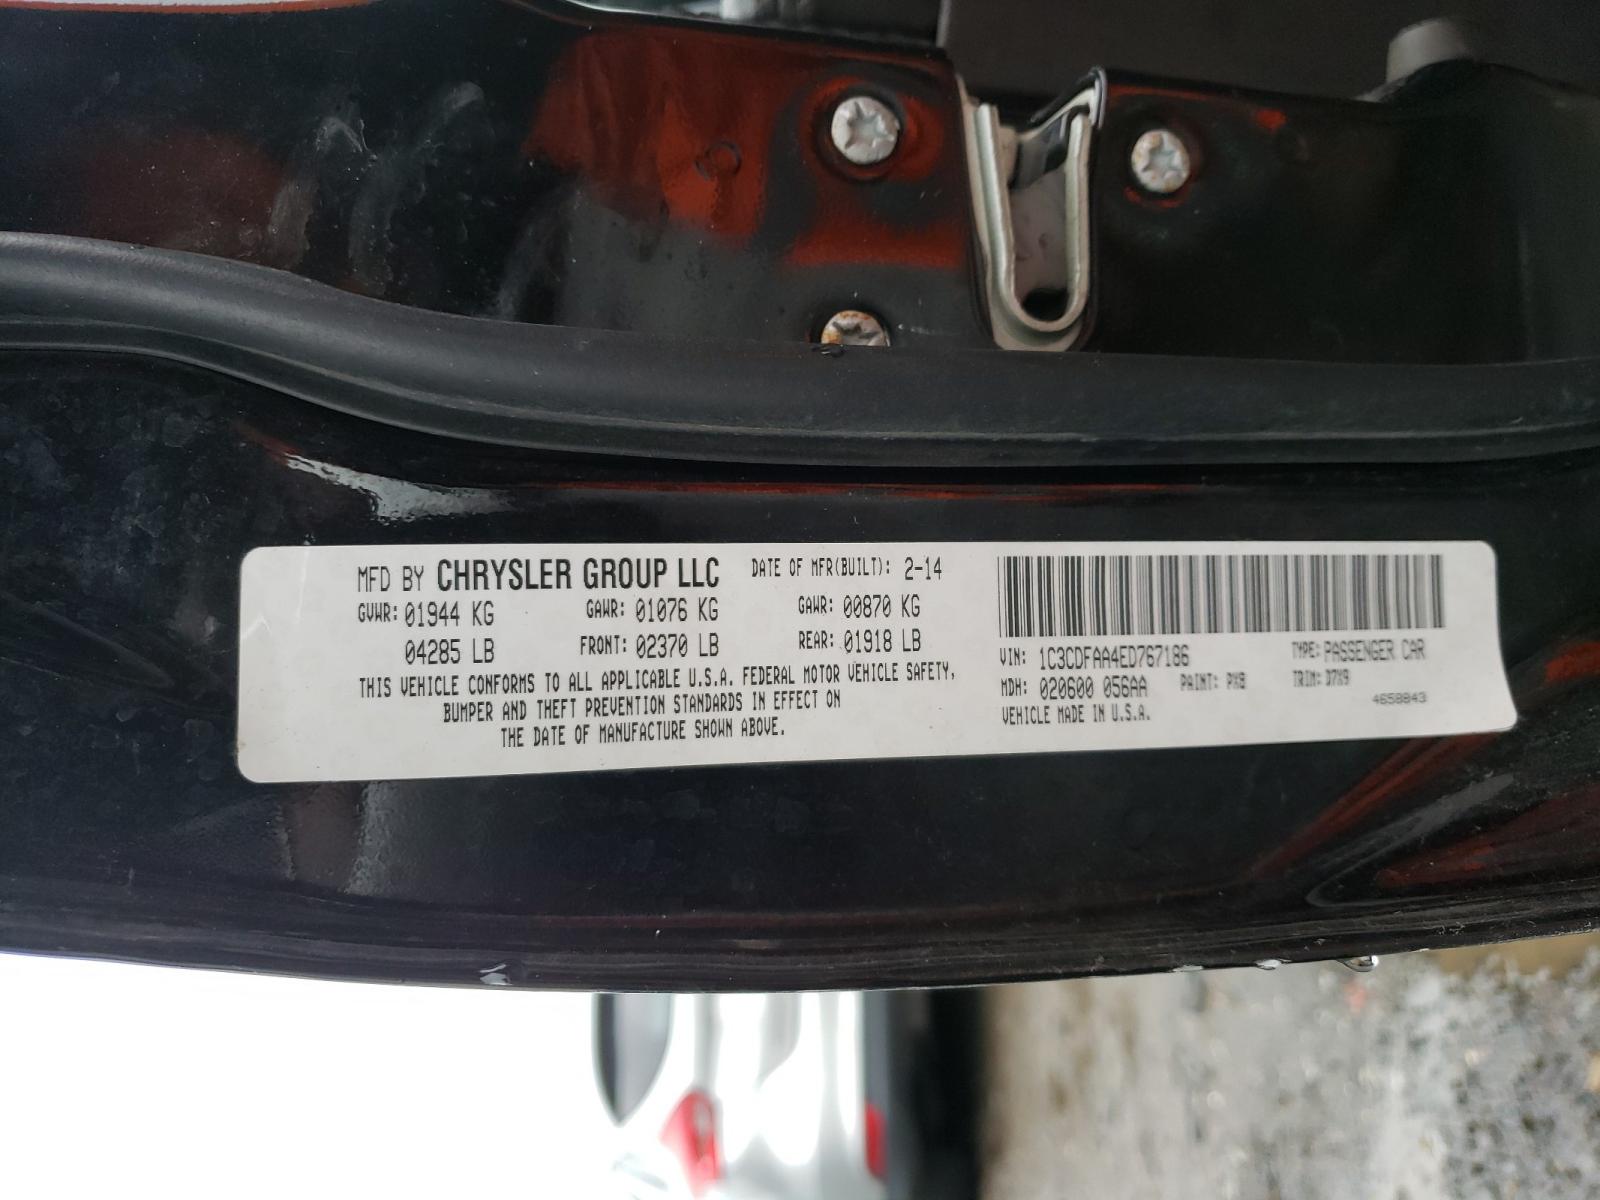 MFD BY CHRYSLER GROUP LLC DATE OF MFR(BUILT): 2-14
GVWR: 01944 KG GAWR: 01076 KG GAWR: 00870 KG
04285 LB FRONT: 02370 LB REAR: 01918 LB
THIS VEHICLE CONFORMS TO ALL APPLICABLE U.S.A. FEDERAL MOTOR VEHICLE SAFETY,
BUMPER AND THEFT PREVENTION STANDARDS IN EFFECT ON
THE DATE OF MANUFACTURE SHOWN ABOVE.
VIN: 1C3CDFAA4ED767186 TYPE: PASSENGER CAR
MDH: 020600 056AA PAINT: PX8 TRIM: D7X9
VEHICLE MADE IN U.S.A. 4658843